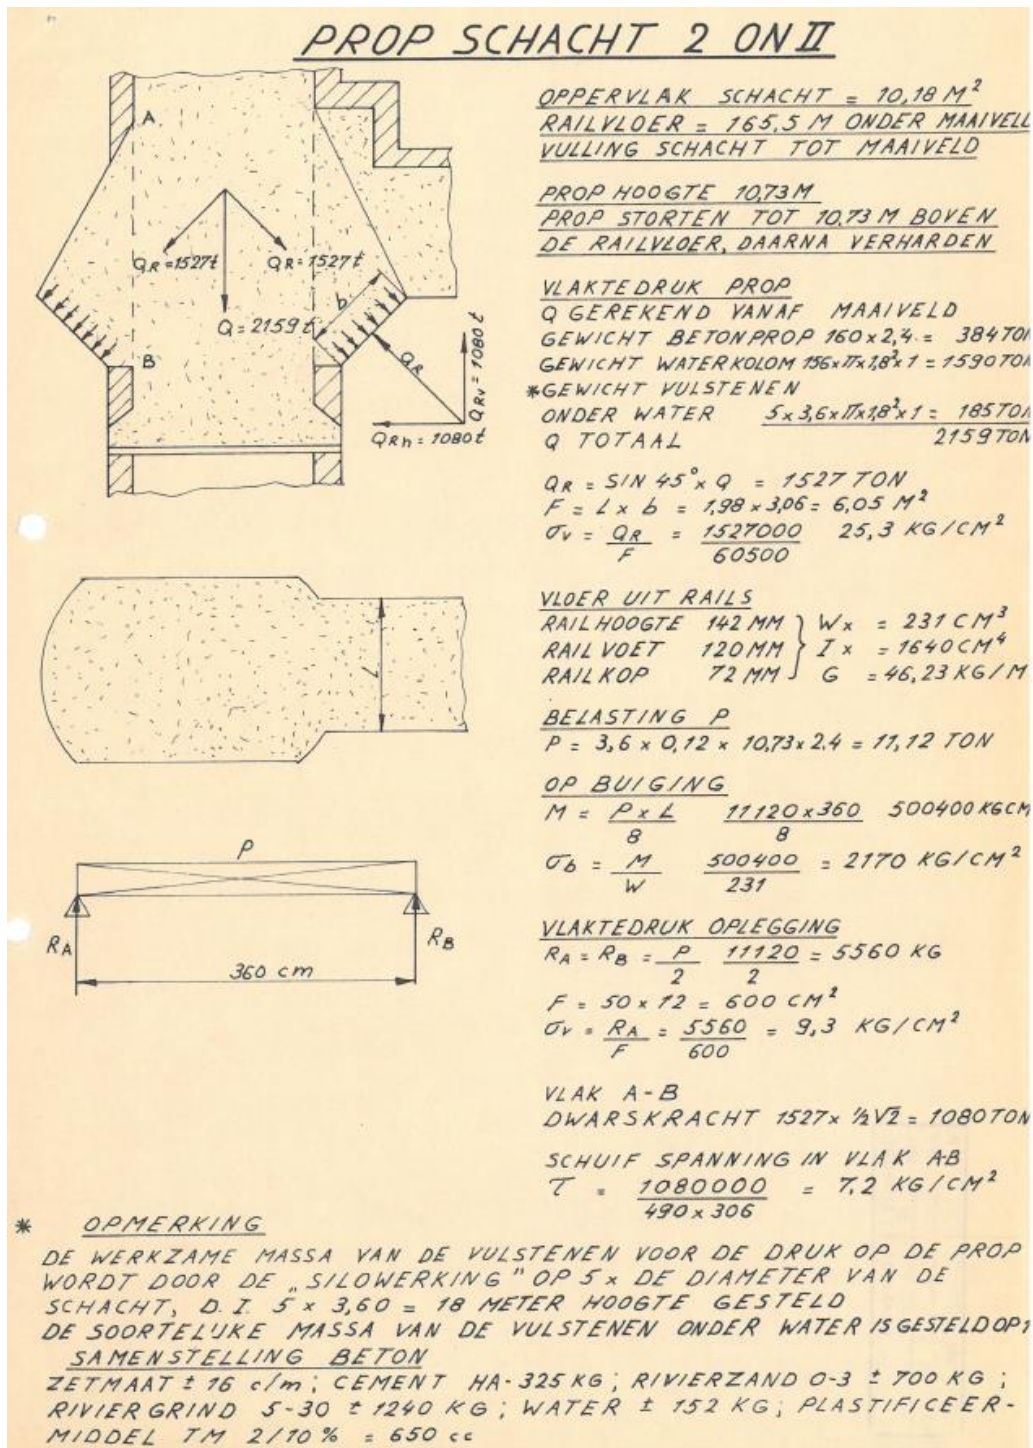 PROP SCHACHT 2 ON II
OPPERVLAK SCHACHT = 10,18 M²
RAILVLOER = 165,5 M ONDER MAAIVELD
VULLING SCHACHT TOT MAAIVELD
PROP HOOGTE 10,73 M
PROP STORTEN TOT 10,73 M BOVEN
DE RAILVLOER, DAARNA VERHARDEN
VLAKTEDRUK PROP
Q GEREKEND VANAF MAAIVELD
GEWICHT BETONPROP 160 x 2,4 = 384 TON
GEWICHT WATERKOLOM 156xπx1,8²x1 = 1590 TON
*GEWICHT VULSTENEN
ONDER WATER 5 x 3,6 x π x 1,8² x 1 = 185 TON
Q TOTAAL 2159 TON
QR = SIN 45° x Q = 1527 TON
F = L x b = 1,98 x 3,06 = 6,05 M²
σv = QR / F = 1527000 / 60500 25,3 KG/CM²
VLOER UIT RAILS
RAILHOOGTE 142 MM } Wx = 231 CM³
RAILVOET 120 MM } Ix = 1640 CM⁴
RAILKOP 72 MM } G = 46,23 KG/M
BELASTING P
P = 3,6 x 0,12 x 10,73 x 2.4 = 11,12 TON
OP BUIGING
M = P x L / 8 11120 x 360 / 8 500400 KGCM
σb = M / W 500400 / 231 = 2170 KG/CM²
VLAKTEDRUK OPLEGGING
RA = RB = P / 2 11120 / 2 = 5560 KG
F = 50 x 12 = 600 CM²
σv = RA / F = 5560 / 600 = 9,3 KG/CM²
VLAK A-B
DWARSKRACHT 1527 x ½√2 = 1080 TON
SCHUIF SPANNING IN VLAK A-B
τ = 1080000 / 490 x 306 = 7,2 KG/CM²
A
QR = 1527t
QR = 1527t
b
Q = 2159 t
B
QR
QRv = 1080 t
QRh = 1080 t
L
P
RA
RB
360 cm
* OPMERKING
DE WERKZAME MASSA VAN DE VULSTENEN VOOR DE DRUK OP DE PROP
WORDT DOOR DE „SILOWERKING" OP 5 x DE DIAMETER VAN DE
SCHACHT, D.I. 5 x 3,60 = 18 METER HOOGTE GESTELD
DE SOORTELIJKE MASSA VAN DE VULSTENEN ONDER WATER IS GESTELD OP 1
SAMENSTELLING BETON
ZETMAAT ± 16 c/m ; CEMENT HA-325 KG ; RIVIERZAND 0-3 ± 700 KG ;
RIVIERGRIND 5-30 ± 1240 KG ; WATER ± 152 KG ; PLASTIFICEER-
MIDDEL TM 2/10 % = 650 cc